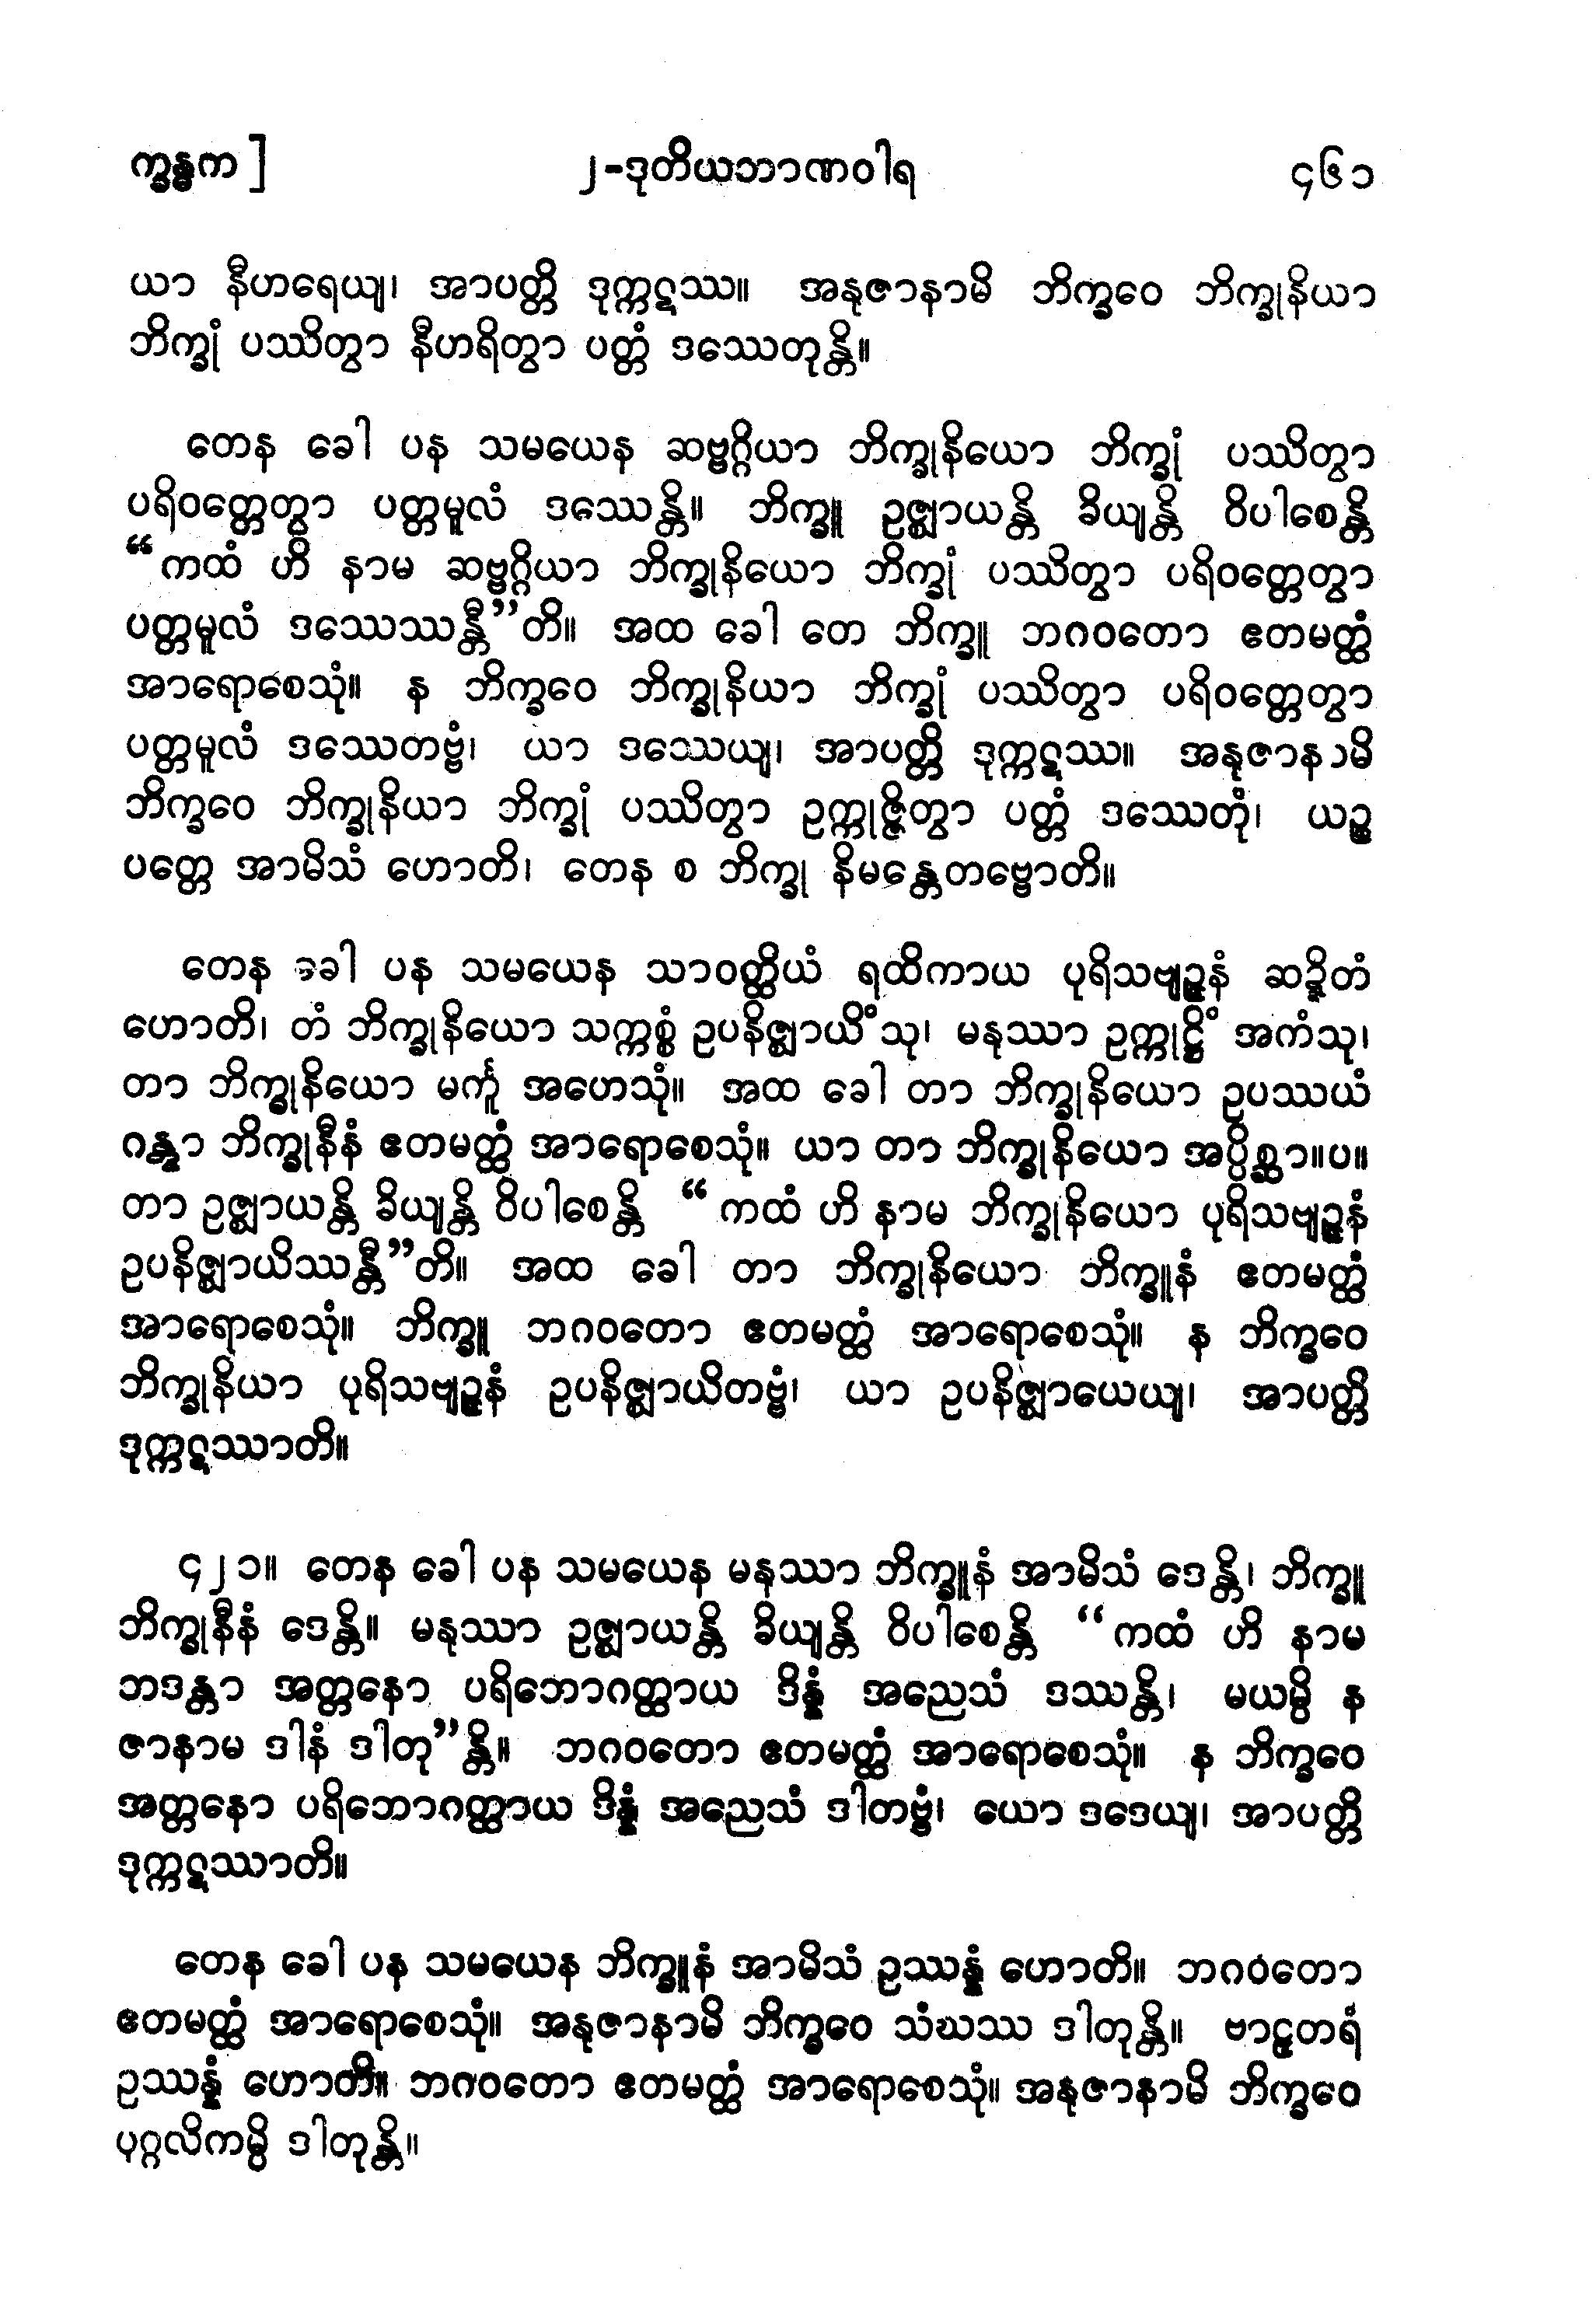 က္ခန္ဓက ]
၂-ဒုတိယဘာဏဝါရ
၄၆၁
ယာ နီဟရေယျ၊ အာပတ္တိ ဒုက္ကဋဿ။ အနုဇာနာမိ ဘိက္ခဝေ ဘိက္ခုနိယာ
ဘိက္ခုံ ပဿိတွာ နီဟရိတွာ ပတ္တံ ဒဿေတုန္တိ။
တေန ခေါ ပန သမယေန ဆဗ္ဗဂ္ဂိယာ ဘိက္ခုနိယော ဘိက္ခုံ ပဿိတွာ
ပရိဝတ္တေတွာ ပတ္တမူလံ ဒဿေန္တိ။ ဘိက္ခူ ဥဇ္ဈာယန္တိ ခိယျန္တိ ဝိပါစေန္တိ
“ကထံ ဟိ နာမ ဆဗ္ဗဂ္ဂိယာ ဘိက္ခုနိယော ဘိက္ခုံ ပဿိတွာ ပရိဝတ္တေတွာ
ပတ္တမူလံ ဒဿေဿန္တီ”တိ။ အထ ခေါ တေ ဘိက္ခူ ဘဂဝတော ဧတမတ္ထံ
အာရောစေသုံ။ န ဘိက္ခဝေ ဘိက္ခုနိယာ ဘိက္ခုံ ပဿိတွာ ပရိဝတ္တေတွာ
ပတ္တမူလံ ဒဿေတဗ္ဗံ၊ ယာ ဒဿေယျ၊ အာပတ္တိ ဒုက္ကဋဿ။ အနုဇာနာမိ
ဘိက္ခဝေ ဘိက္ခုနိယာ ဘိက္ခုံ ပဿိတွာ ဥက္ကုဇ္ဇိတွာ ပတ္တံ ဒဿေတုံ၊ ယဉ္စ
ပတ္တေ အာမိသံ ဟောတိ၊ တေန စ ဘိက္ခု နိမန္တေတဗ္ဗောတိ။
တေန ခေါ ပန သမယေန သာဝတ္ထိယံ ရထိကာယ ပုရိသဗျဉ္ဇနံ ဆဍ္ဍိတံ
ဟောတိ၊ တံ ဘိက္ခုနိယော သက္ကစ္စံ ဥပနိဇ္ဈာယိံသု၊ မနုဿာ ဥက္ကုဋ္ဌိံ အကံသု၊
တာ ဘိက္ခုနိယော မင်္ကူ အဟေသုံ။ အထ ခေါ တာ ဘိက္ခုနိယော ဥပဿယံ
ဂန္တွာ ဘိက္ခုနီနံ ဧတမတ္ထံ အာရောစေသုံ။ ယာ တာ ဘိက္ခုနိယော အပ္ပိစ္ဆာ။ပ။
တာ ဥဇ္ဈာယန္တိ ခိယျန္တိ ဝိပါစေန္တိ “ကထံ ဟိ နာမ ဘိက္ခုနိယော ပုရိသဗျဉ္ဇနံ
ဥပနိဇ္ဈာယိဿန္တီ”တိ။ အထ ခေါ တာ ဘိက္ခုနိယော ဘိက္ခူနံ ဧတမတ္ထံ
အာရောစေသုံ။ ဘိက္ခူ ဘဂဝတော ဧတမတ္ထံ အာရောစေသုံ။ န ဘိက္ခဝေ
ဘိက္ခုနိယာ ပုရိသဗျဉ္ဇနံ ဥပနိဇ္ဈာယိတဗ္ဗံ၊ ယာ ဥပနိဇ္ဈာယေယျ၊ အာပတ္တိ
ဒုက္ကဋဿာတိ။
၄၂၁။ တေန ခေါ ပန သမယေန မနုဿာ ဘိက္ခူနံ အာမိသံ ဒေန္တိ၊ ဘိက္ခူ
ဘိက္ခုနီနံ ဒေန္တိ။ မနုဿာ ဥဇ္ဈာယန္တိ ခိယျန္တိ ဝိပါစေန္တိ “ကထံ ဟိ နာမ
ဘဒန္တာ အတ္တနော ပရိဘောဂတ္ထာယ ဒိန္နံ အညေသံ ဒဿန္တိ၊ မယမ္ပိ န
ဇာနာမ ဒါနံ ဒါတု”န္တိ။ ဘဂဝတော ဧတမတ္ထံ အာရောစေသုံ။ န ဘိက္ခဝေ
အတ္တနော ပရိဘောဂတ္ထာယ ဒိန္နံ အညေသံ ဒါတဗ္ဗံ၊ ယော ဒဒေယျ၊ အာပတ္တိ
ဒုက္ကဋဿာတိ။
တေန ခေါ ပန သမယေန ဘိက္ခူနံ အာမိသံ ဥဿန္နံ ဟောတိ။ ဘဂဝတော
ဧတမတ္ထံ အာရောစေသုံ။ အနုဇာနာမိ ဘိက္ခဝေ သံဃဿ ဒါတုန္တိ။ ဗာဠှတရံ
ဥဿန္နံ ဟောတိ။ ဘဂဝတော ဧတမတ္ထံ အာရောစေသုံ။ အနုဇာနာမိ ဘိက္ခဝေ
ပုဂ္ဂလိကမ္ပိ ဒါတုန္တိ။